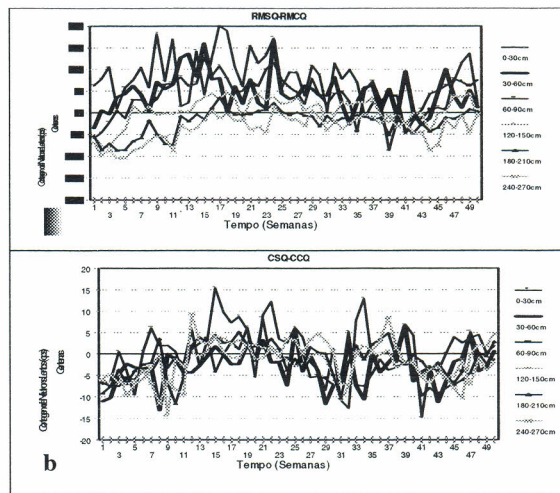 RMSQ-RMCQ
0-30cm
30-60cm
60-90cm
120-150cm
180-210cm
240-270cm
1 5 9 13 17 21 25 29 33 37 41 45 49
3 7 11 15 19 23 27 31 35 39 43 47
Tempo (Semanas)
CSQ-CCQ
20
15
10
5
0
-5
-10
-15
-20
0-30cm
30-60cm
60-90cm
120-150cm
180-210cm
240-270cm
1 5 9 13 17 21 25 29 33 37 41 45 49
3 7 11 15 19 23 27 31 35 39 43 47
Tempo (Semanas)
b